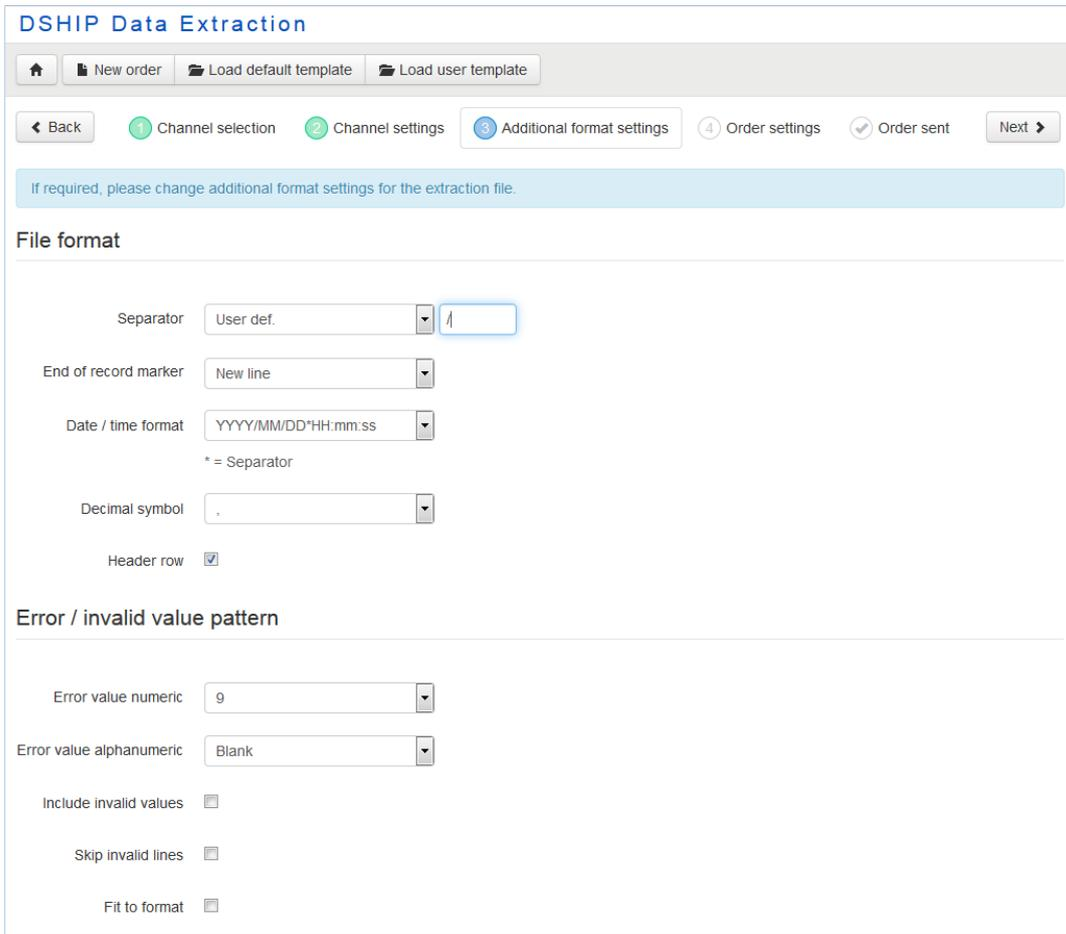 DSHIP Data Extraction
New order Load default template Load user template
Back 1 Channel selection 2 Channel settings 3 Additional format settings 4 Order settings Order sent Next
If required, please change additional format settings for the extraction file.
File format
Separator User def. /
End of record marker New line
Date / time format YYYY/MM/DD*HH:mm:ss
* = Separator
Decimal symbol ,
Header row
Error / invalid value pattern
Error value numeric 9
Error value alphanumeric Blank
Include invalid values
Skip invalid lines
Fit to format